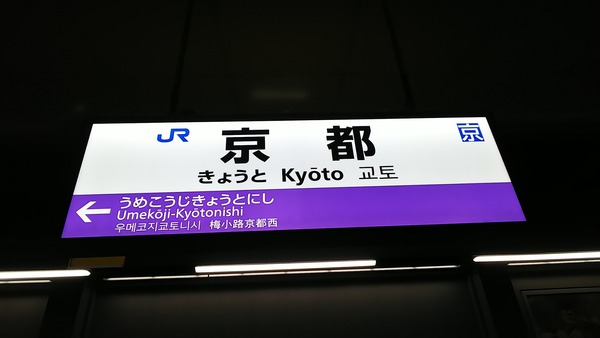 JR 京都 京
きょうと Kyōto 교토
うめこうじきょうとにし
Umekōji-Kyōtonishi
우메코지쿄토니시 梅小路京都西